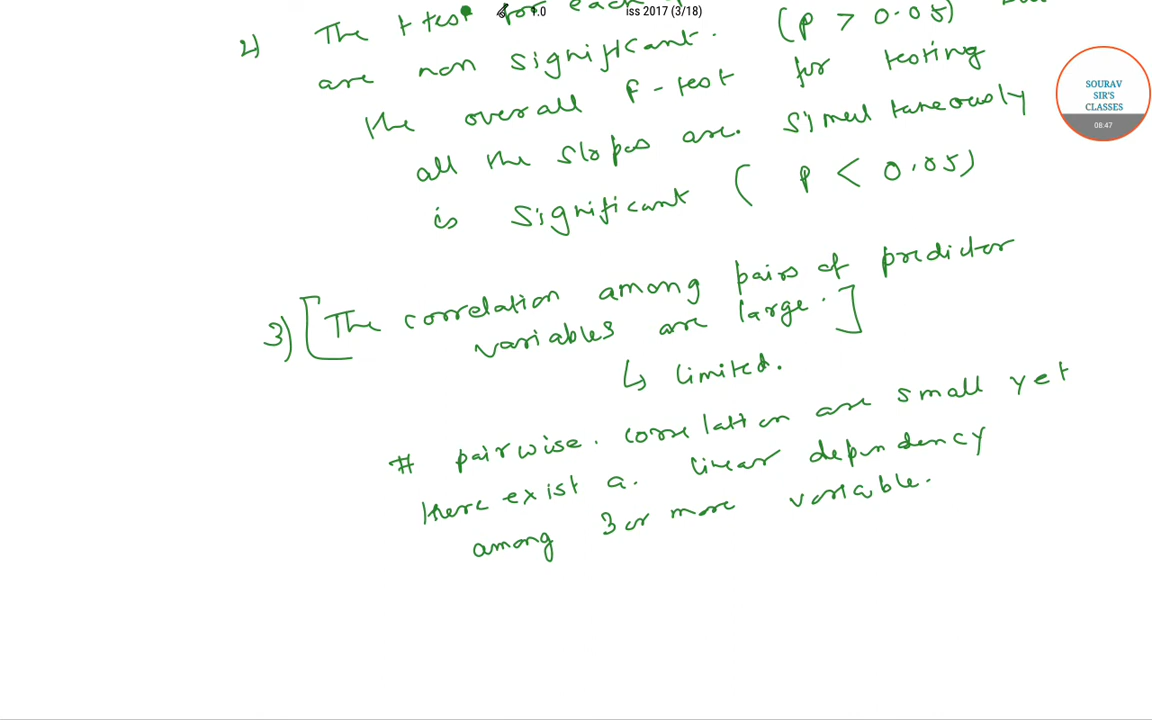 1.0
iss 2017 (3/18)
SOURAV
SIR'S
CLASSES
08:47
2) The t test for each
are non significant. (p > 0.05)
the overall F-test for testing
all the slopes are. simultaneously
is significant ( p < 0.05)
3) [The correlation among pairs of predictor
variables are large.]
↳ limited.
# pairwise. correlation are small yet
there exist a. linear dependency
among 3 or more variable.